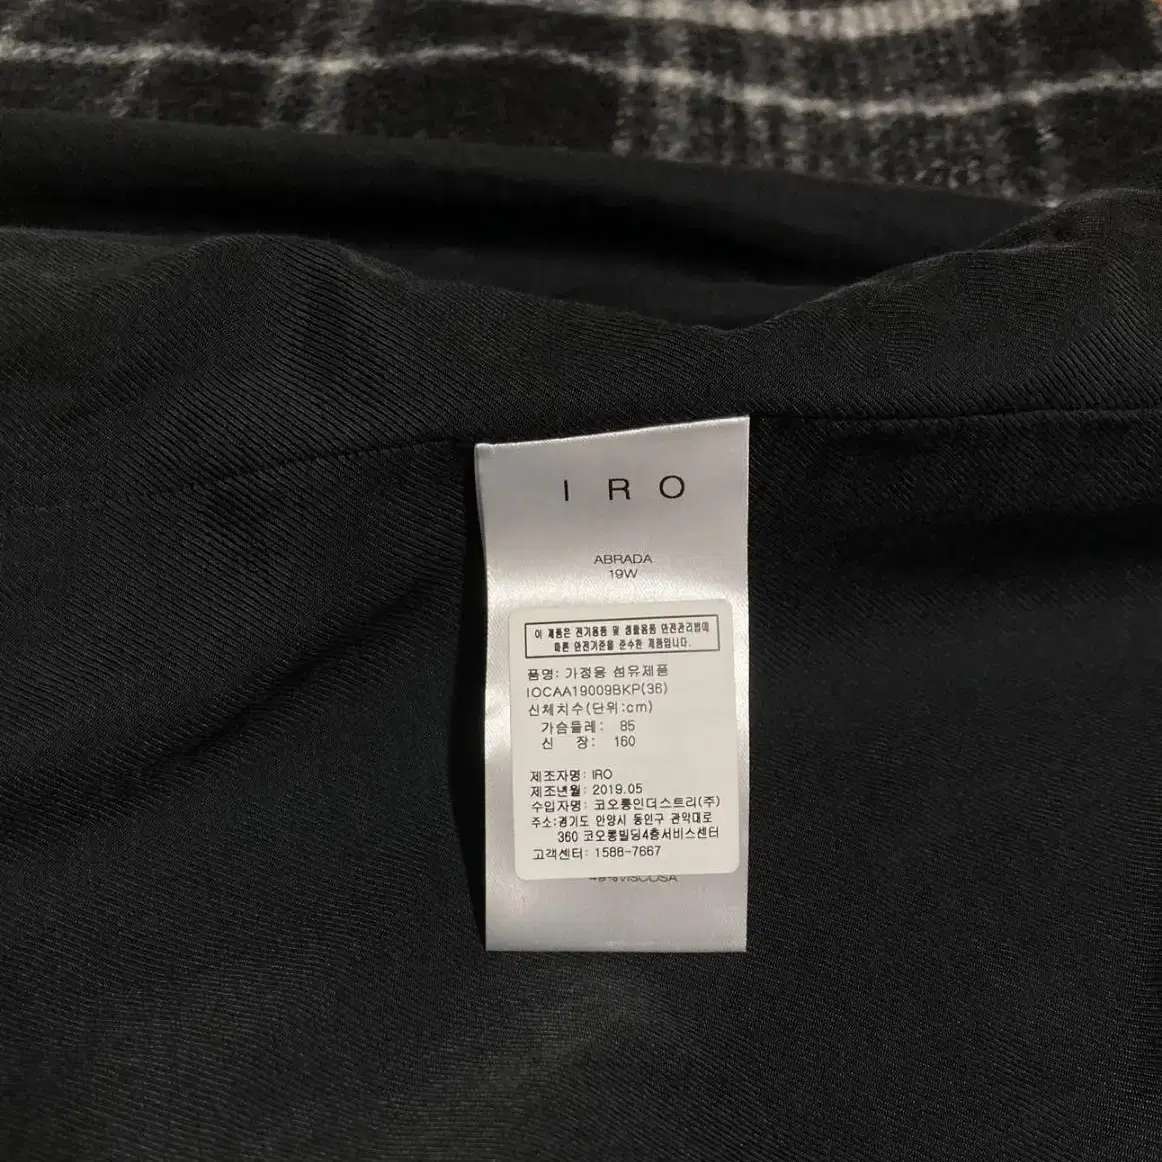 IRO
ABRADA
19W
이 제품은 전기용품 및 생활용품 안전관리법에
따른 안전기준을 준수한 제품입니다.
품명: 가정용 섬유제품
IOCAA19009BKP(36)
신체치수(단위:cm)
가슴둘레: 85
신 장: 160
제조자명: IRO
제조년월: 2019.05
수입자명: 코오롱인더스트리(주)
주소:경기도 안양시 동안구 관악대로
360 코오롱빌딩4층서비스센터
고객센터: 1588-7667